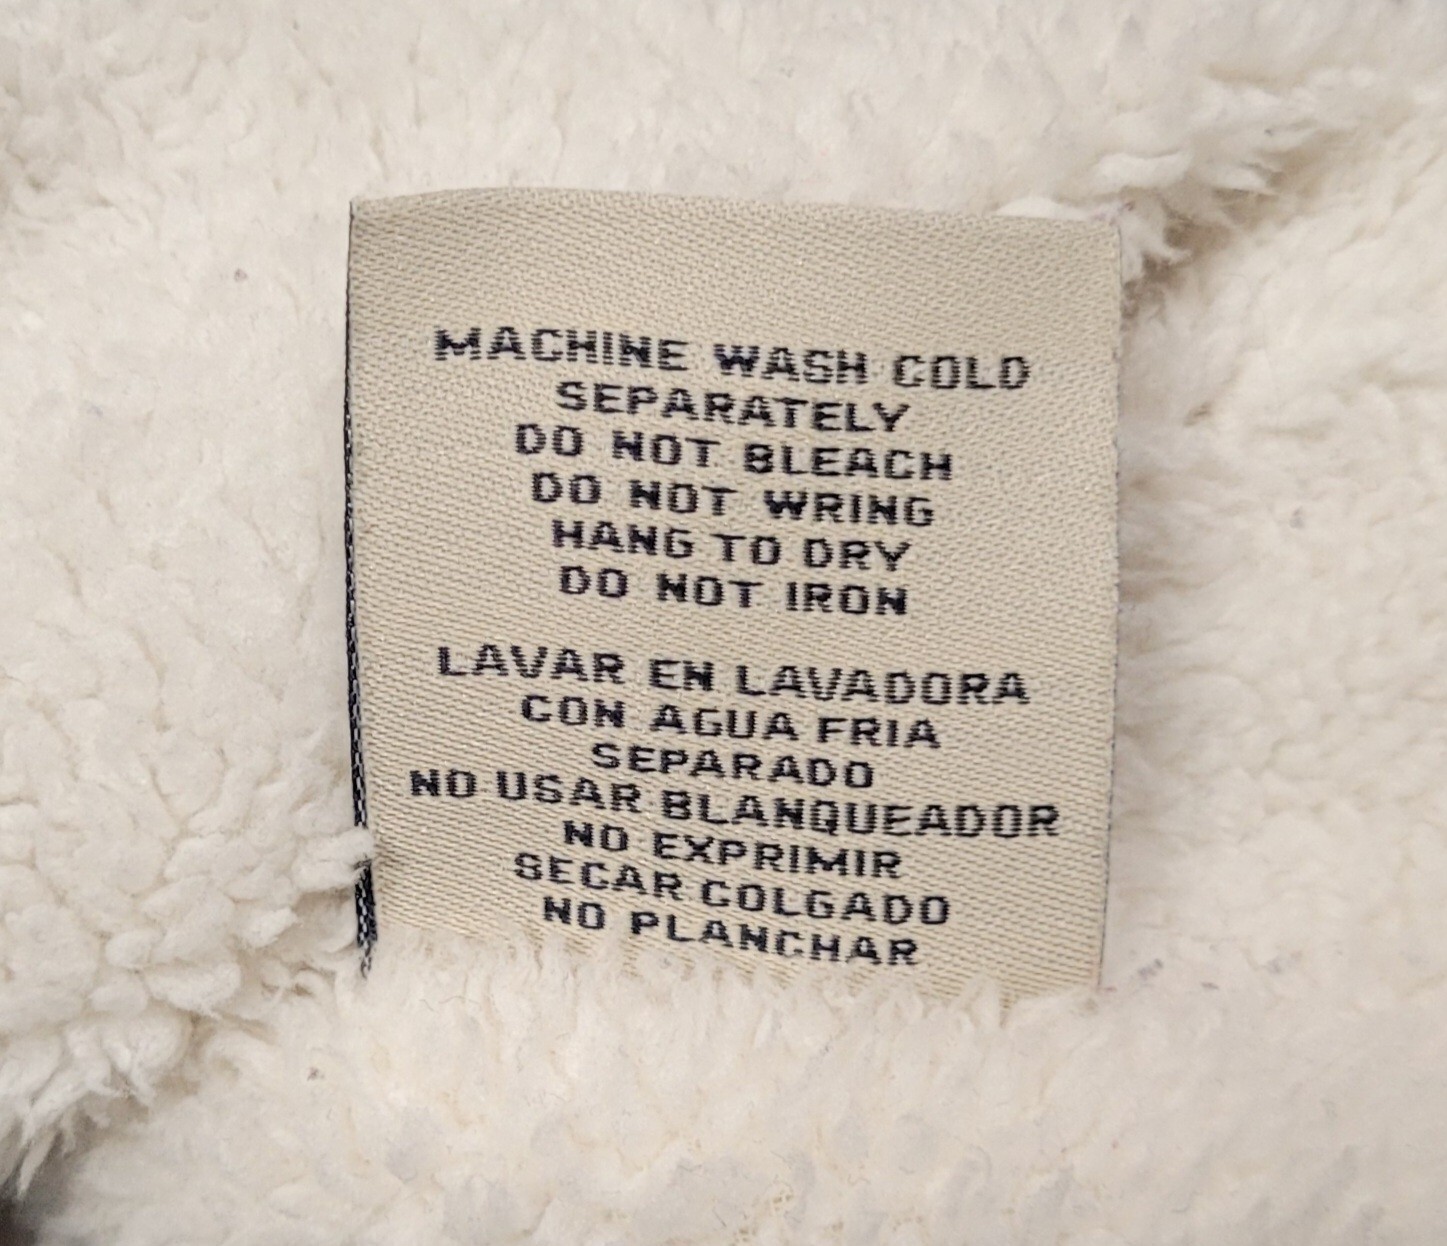 MACHINE WASH COLD
SEPARATELY
DO NOT BLEACH
DO NOT WRING
HANG TO DRY
DO NOT IRON
LAVAR EN LAVADORA
CON AGUA FRIA
SEPARADO
NO USAR BLANQUEADOR
NO EXPRIMIR
SECAR COLGADO
NO PLANCHAR